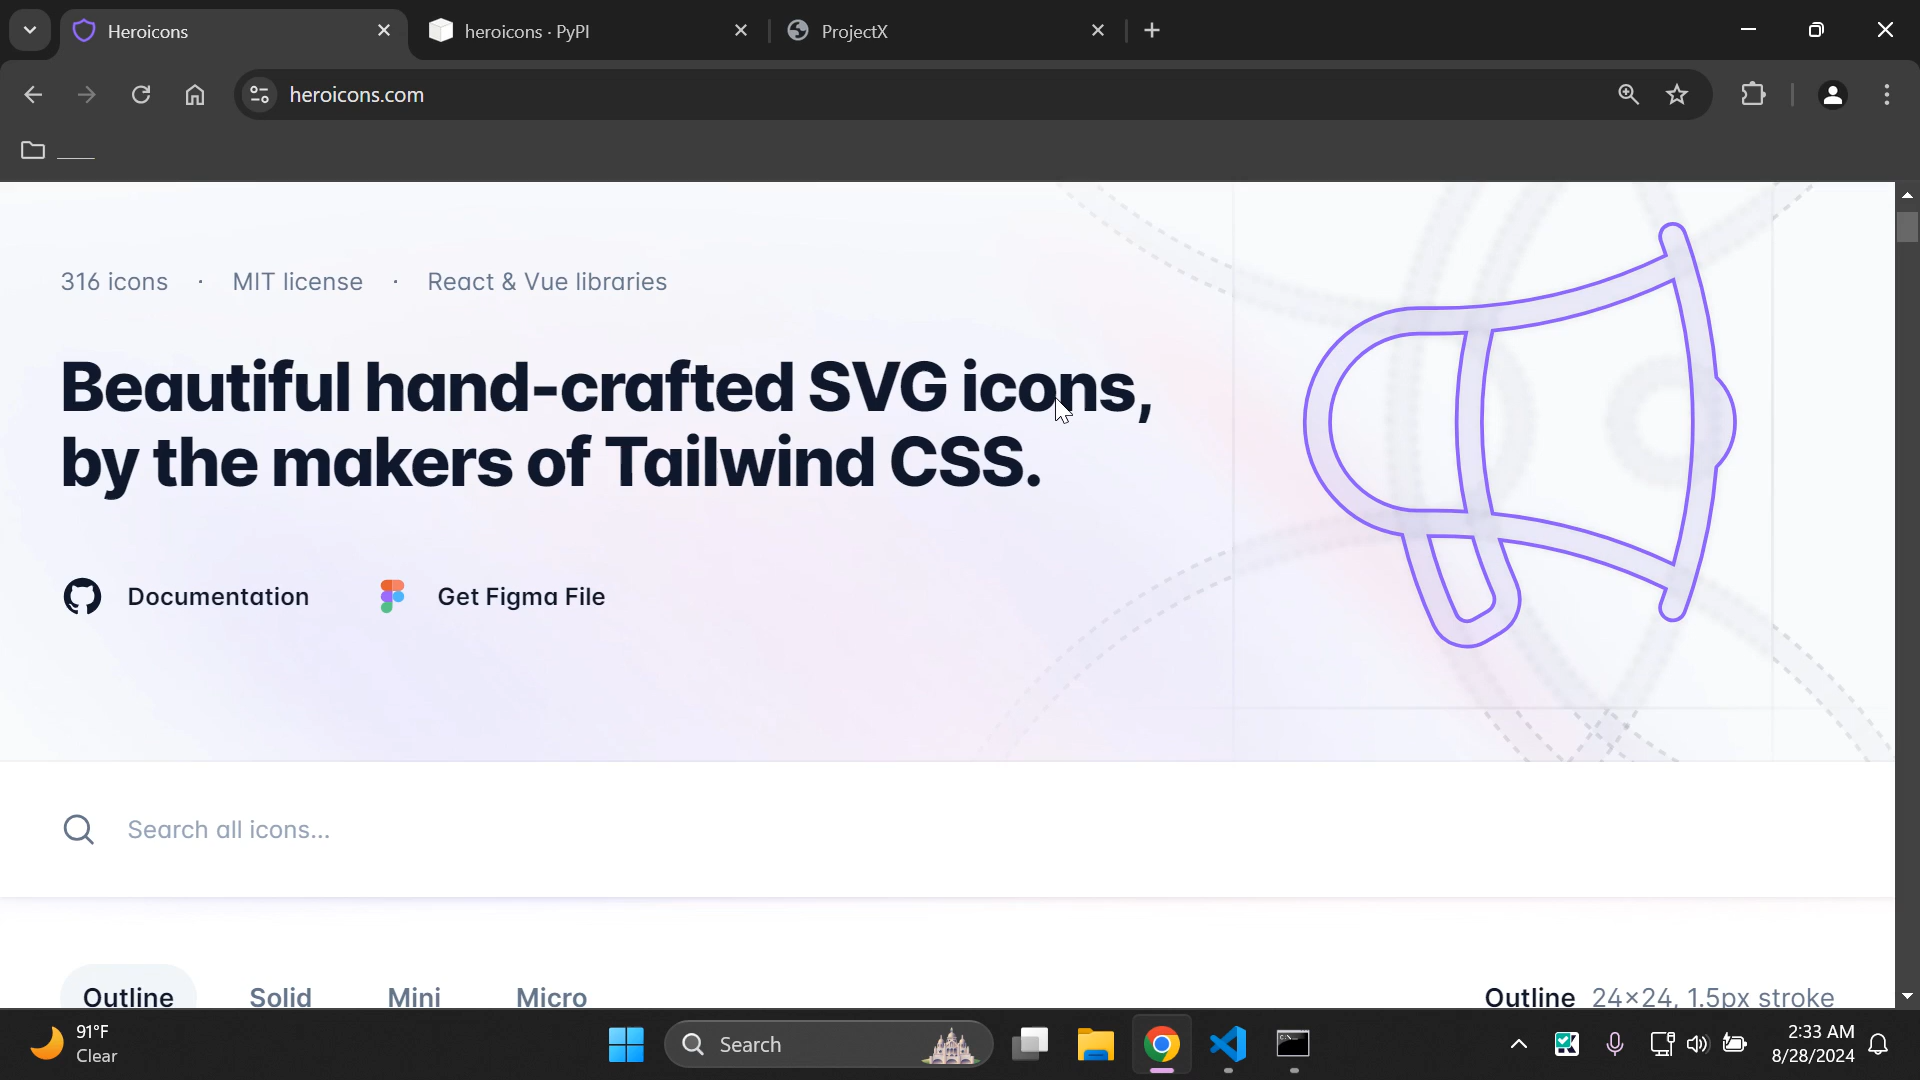 Heroicons
heroicons · PyPI
ProjectX
heroicons.com
____
316 icons · MIT license · React & Vue libraries
Beautiful hand-crafted SVG icons,
by the makers of Tailwind CSS.
Documentation
Get Figma File
Search all icons...
Outline
Solid
Mini
Micro
Outline 24×24, 1.5px stroke
91°F
Clear
Search
2:33 AM
8/28/2024